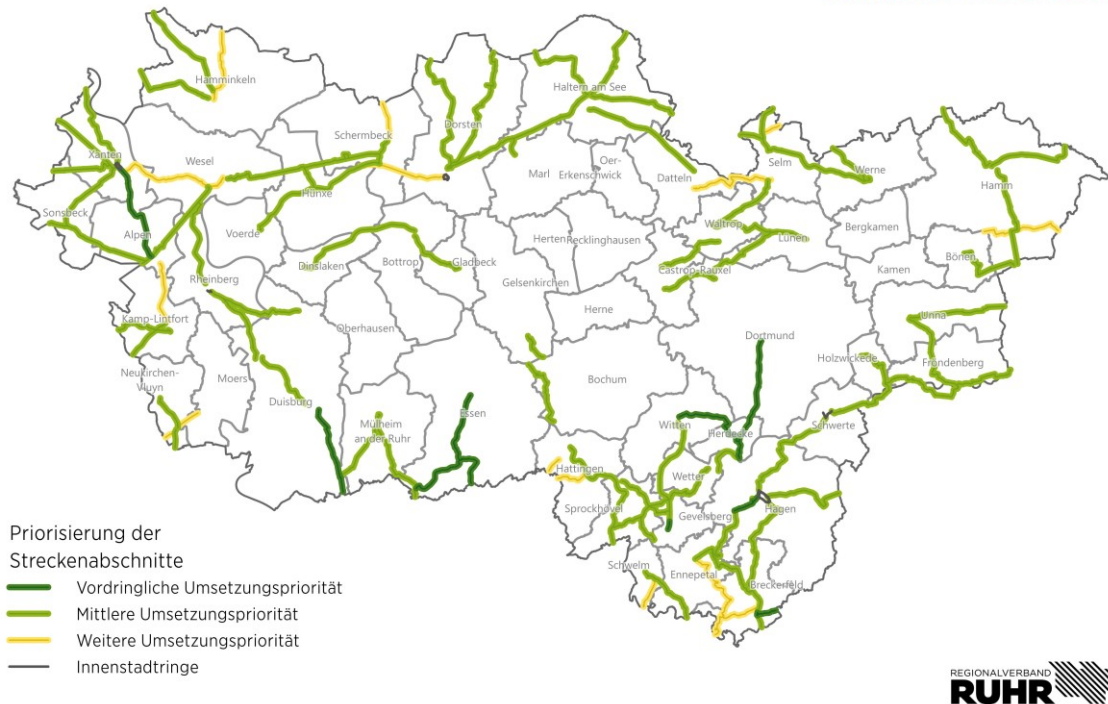 Hamminkeln
Haltern am See
Dorsten
Schermbeck
Xanten
Wesel
Marl
Oer-
Erkenschwick
Datteln
Selm
Werne
Hamm
Hünxe
Sonsbeck
Alpen
Voerde
Waltrop
Bergkamen
Herten
Recklinghausen
Lünen
Dinslaken
Bottrop
Gladbeck
Rheinberg
Gelsenkirchen
Castrop-Rauxel
Kamen
Bönen
Herne
Kamp-Lintfort
Oberhausen
Unna
Dortmund
Holzwickede
Fröndenberg
Neukirchen-
Vluyn
Moers
Bochum
Duisburg
Mülheim
an der Ruhr
Essen
Witten
Herdecke
Schwerte
Hattingen
Wetter
Sprockhövel
Gevelsberg
Hagen
Schwelm
Ennepetal
Breckerfeld
Priorisierung der
Streckenabschnitte
Vordringliche Umsetzungspriorität
Mittlere Umsetzungspriorität
Weitere Umsetzungspriorität
Innenstadtringe
REGIONALVERBAND
RUHR